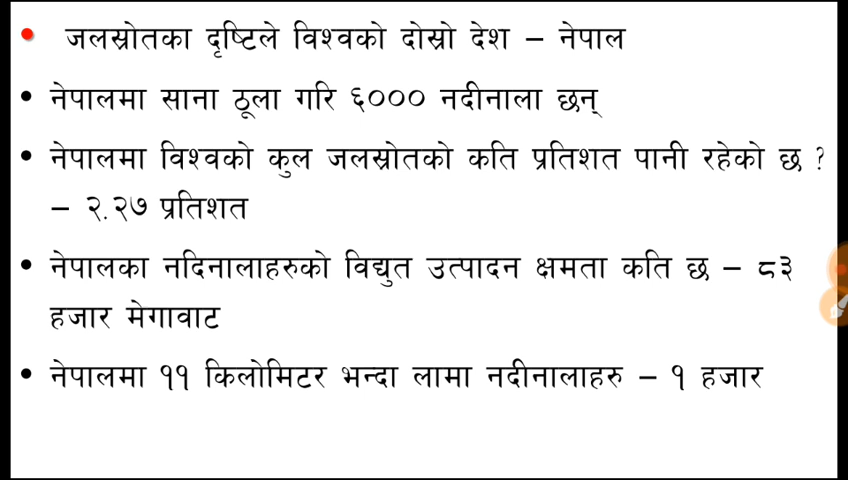 • जलस्रोतका दृष्टिले विश्वको दोस्रो देश – नेपाल
• नेपालमा साना ठूला गरि ६००० नदीनाला छन्
• नेपालमा विश्वको कुल जलस्रोतको कति प्रतिशत पानी रहेको छ ?
– २.२७ प्रतिशत
• नेपालका नदिनालाहरुको विद्युत उत्पादन क्षमता कति छ – ८३
हजार मेगावाट
• नेपालमा ११ किलोमिटर भन्दा लामा नदीनालाहरु – १ हजार